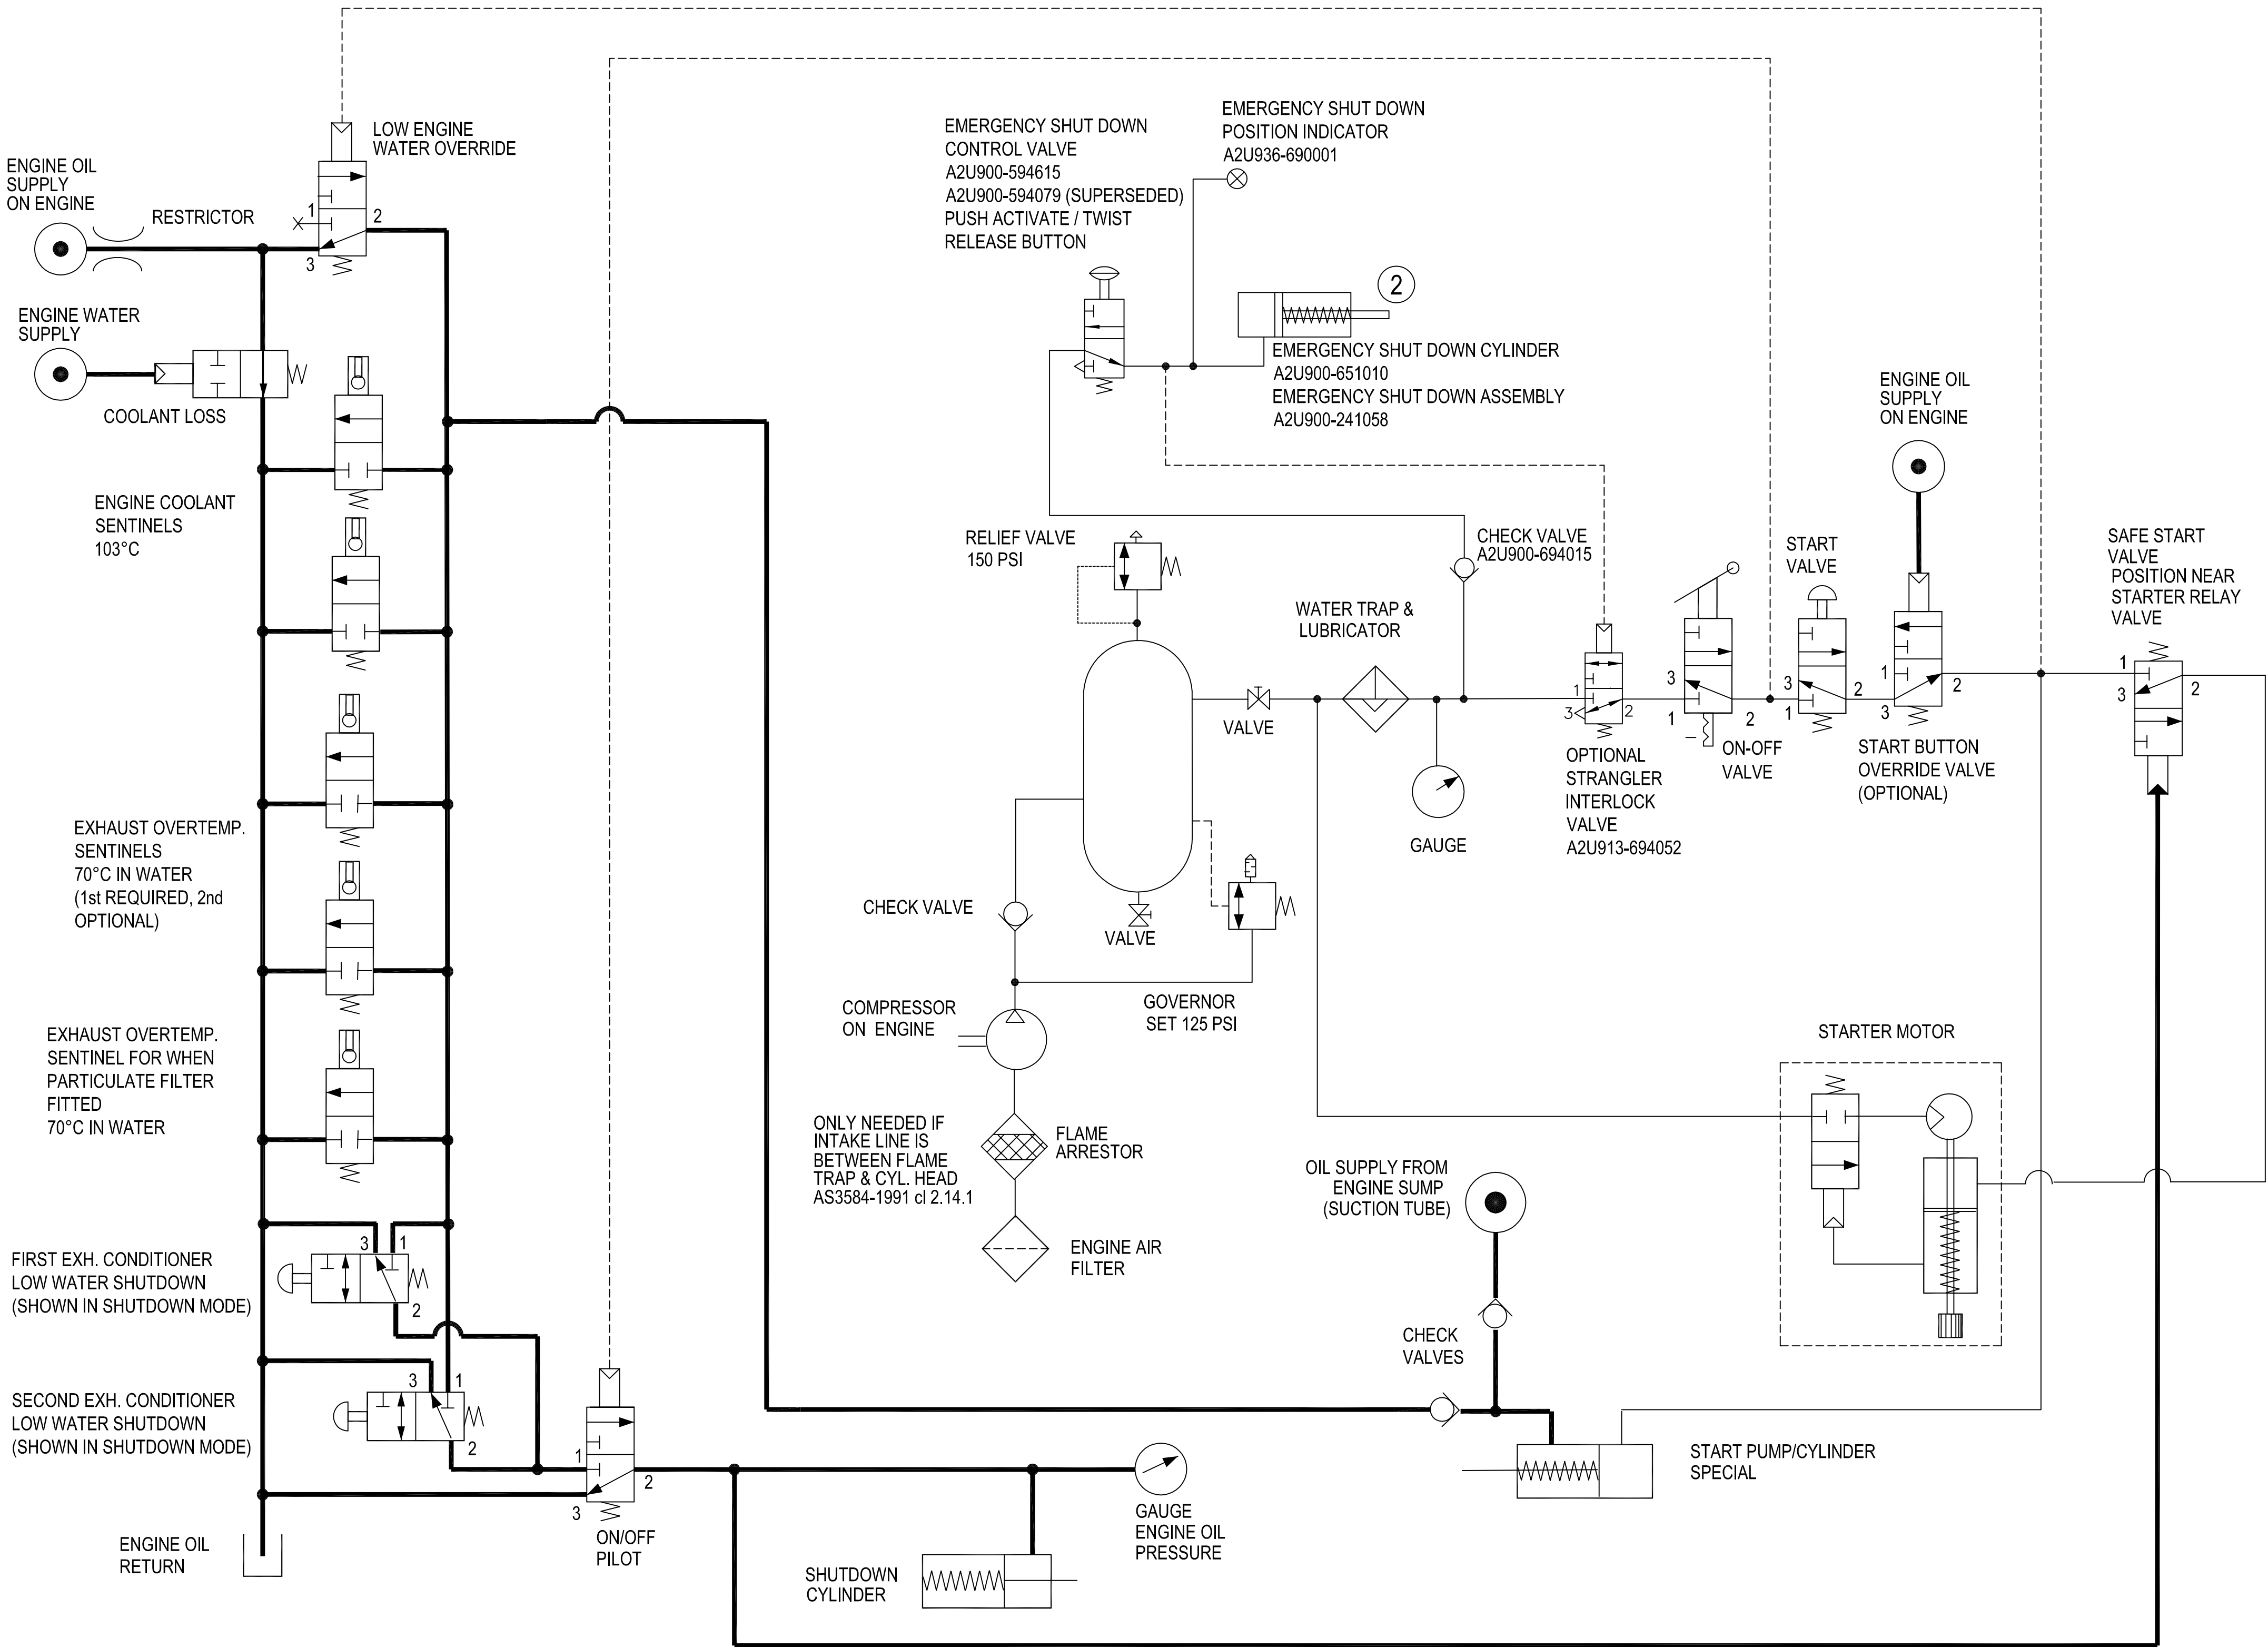 LOW ENGINE
WATER OVERRIDE
ENGINE OIL
SUPPLY
ON ENGINE
RESTRICTOR
1
2
3
ENGINE WATER
SUPPLY
COOLANT LOSS
ENGINE COOLANT
SENTINELS
103°C
EXHAUST OVERTEMP.
SENTINELS
70°C IN WATER
(1st REQUIRED, 2nd
OPTIONAL)
EXHAUST OVERTEMP.
SENTINEL FOR WHEN
PARTICULATE FILTER
FITTED
70°C IN WATER
FIRST EXH. CONDITIONER
LOW WATER SHUTDOWN
(SHOWN IN SHUTDOWN MODE)
3
1
2
SECOND EXH. CONDITIONER
LOW WATER SHUTDOWN
(SHOWN IN SHUTDOWN MODE)
3
1
2
ENGINE OIL
RETURN
1
2
3
ON/OFF
PILOT
EMERGENCY SHUT DOWN
CONTROL VALVE
A2U900-594615
A2U900-594079 (SUPERSEDED)
PUSH ACTIVATE / TWIST
RELEASE BUTTON
EMERGENCY SHUT DOWN
POSITION INDICATOR
A2U936-690001
2
EMERGENCY SHUT DOWN CYLINDER
A2U900-651010
EMERGENCY SHUT DOWN ASSEMBLY
A2U900-241058
RELIEF VALVE
150 PSI
CHECK VALVE
A2U900-694015
WATER TRAP &
LUBRICATOR
VALVE
GAUGE
1
3
2
OPTIONAL
STRANGLER
INTERLOCK
VALVE
A2U913-694052
3
1
2
ON-OFF
VALVE
START
VALVE
3
1
2
ENGINE OIL
SUPPLY
ON ENGINE
1
3
2
START BUTTON
OVERRIDE VALVE
(OPTIONAL)
SAFE START
VALVE
POSITION NEAR
STARTER RELAY
VALVE
1
3
2
CHECK VALVE
VALVE
COMPRESSOR
ON ENGINE
GOVERNOR
SET 125 PSI
ONLY NEEDED IF
INTAKE LINE IS
BETWEEN FLAME
TRAP & CYL. HEAD
AS3584-1991 cl 2.14.1
FLAME
ARRESTOR
ENGINE AIR
FILTER
STARTER MOTOR
OIL SUPPLY FROM
ENGINE SUMP
(SUCTION TUBE)
CHECK
VALVES
START PUMP/CYLINDER
SPECIAL
GAUGE
ENGINE OIL
PRESSURE
SHUTDOWN
CYLINDER